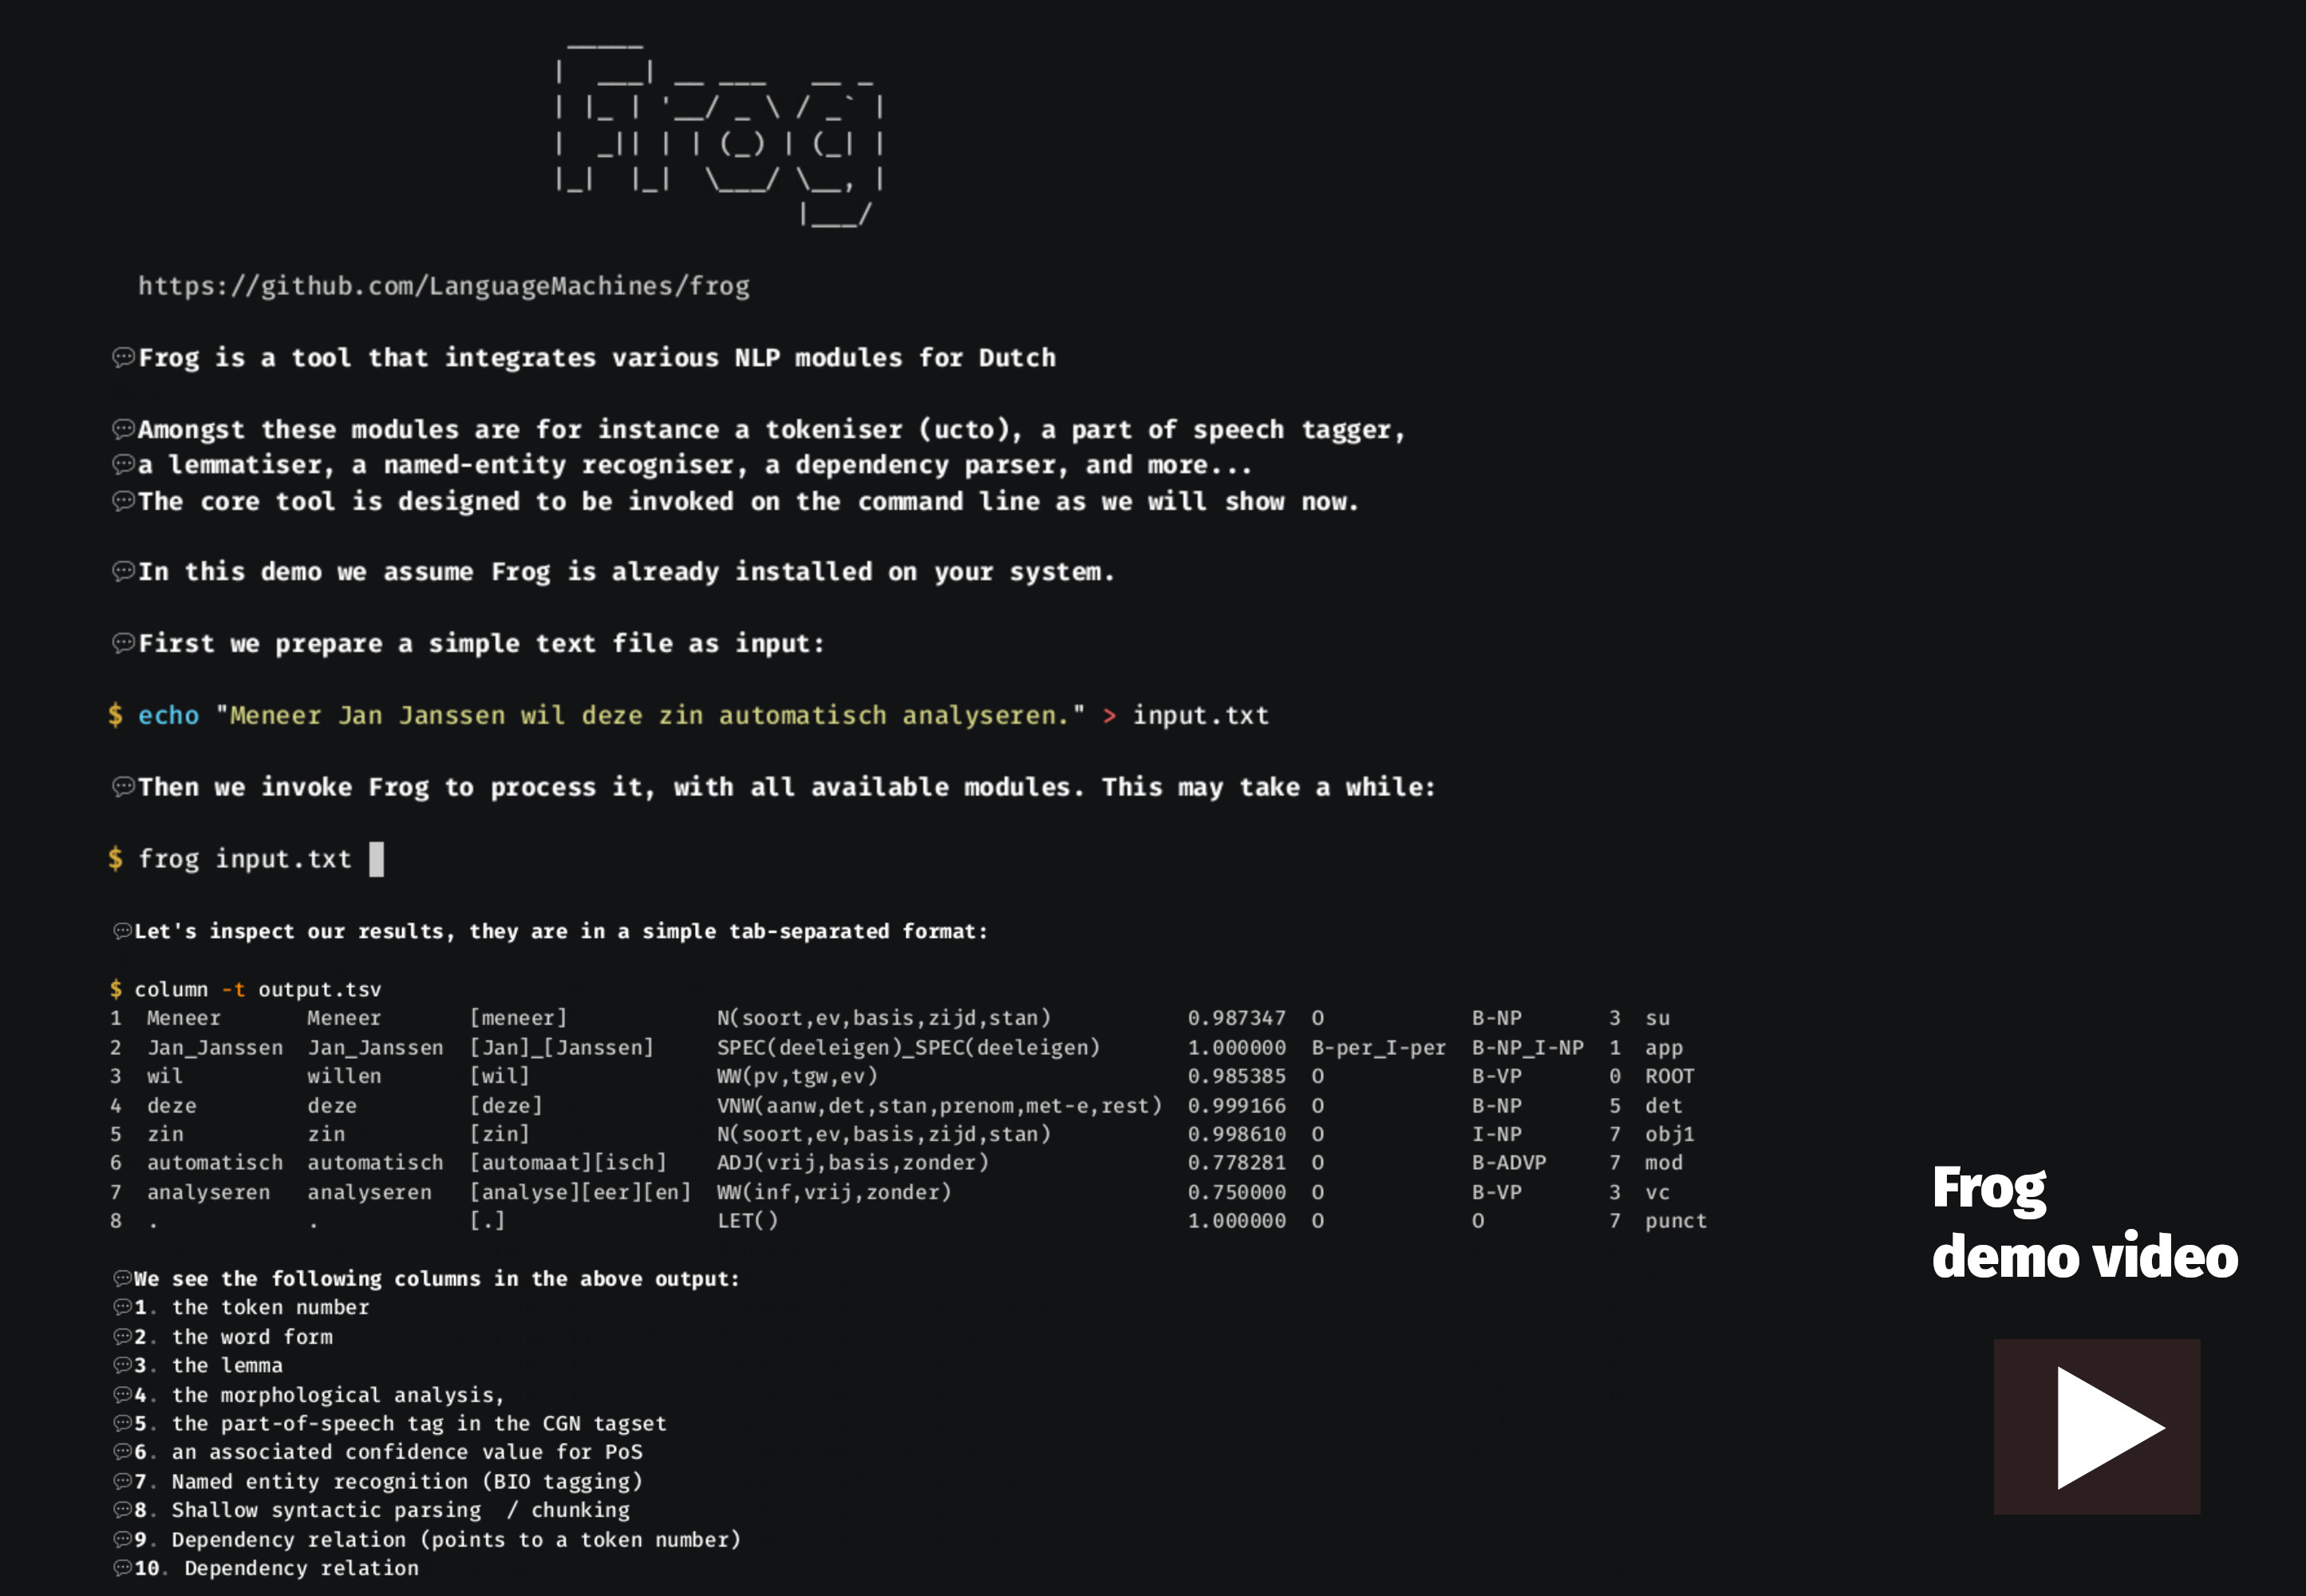 Frog
https://github.com/LanguageMachines/frog
💬Frog is a tool that integrates various NLP modules for Dutch
💬Amongst these modules are for instance a tokeniser (ucto), a part of speech tagger,
💬a lemmatiser, a named-entity recogniser, a dependency parser, and more...
💬The core tool is designed to be invoked on the command line as we will show now.
💬In this demo we assume Frog is already installed on your system.
💬First we prepare a simple text file as input:
$ echo "Meneer Jan Janssen wil deze zin automatisch analyseren." > input.txt
💬Then we invoke Frog to process it, with all available modules. This may take a while:
$ frog input.txt
💬Let's inspect our results, they are in a simple tab-separated format:
$ column -t output.tsv
1 Meneer Meneer [meneer] N(soort,ev,basis,zijd,stan) 0.987347 O B-NP 3 su
2 Jan_Janssen Jan_Janssen [Jan]_[Janssen] SPEC(deeleigen)_SPEC(deeleigen) 1.000000 B-per_I-per B-NP_I-NP 1 app
3 wil willen [wil] WW(pv,tgw,ev) 0.985385 O B-VP 0 ROOT
4 deze deze [deze] VNW(aanw,det,stan,prenom,met-e,rest) 0.999166 O B-NP 5 det
5 zin zin [zin] N(soort,ev,basis,zijd,stan) 0.998610 O I-NP 7 obj1
6 automatisch automatisch [automaat][isch] ADJ(vrij,basis,zonder) 0.778281 O B-ADVP 7 mod
7 analyseren analyseren [analyse][eer][en] WW(inf,vrij,zonder) 0.750000 O B-VP 3 vc
8 . . [.] LET() 1.000000 O O 7 punct
💬We see the following columns in the above output:
💬1. the token number
💬2. the word form
💬3. the lemma
💬4. the morphological analysis,
💬5. the part-of-speech tag in the CGN tagset
💬6. an associated confidence value for PoS
💬7. Named entity recognition (BIO tagging)
💬8. Shallow syntactic parsing  / chunking
💬9. Dependency relation (points to a token number)
💬10. Dependency relation
Frog
demo video